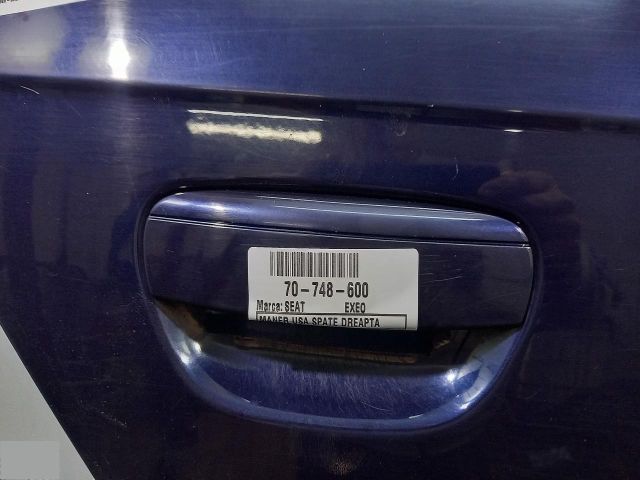 70-748-600
Marca: SEAT EXEO
MANER USA SPATE DREAPTA